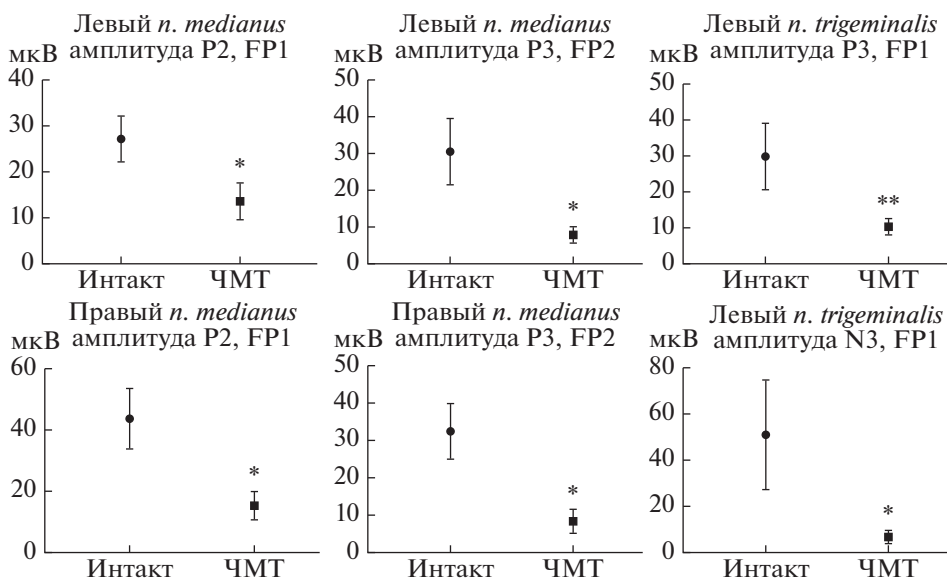 Левый n. medianus
амплитуда P2, FP1
мкВ
40
30
20
10
0
*
Интакт ЧМТ
Левый n. medianus
амплитуда P3, FP2
мкВ
50
40
30
20
10
0
*
Интакт ЧМТ
Левый n. trigeminalis
амплитуда P3, FP1
мкВ
50
40
30
20
10
0
**
Интакт ЧМТ
Правый n. medianus
амплитуда P2, FP1
мкВ
60
40
20
0
*
Интакт ЧМТ
Правый n. medianus
амплитуда P3, FP2
мкВ
50
40
30
20
10
0
*
Интакт ЧМТ
Левый n. trigeminalis
амплитуда N3, FP1
мкВ
80
60
40
20
0
*
Интакт ЧМТ